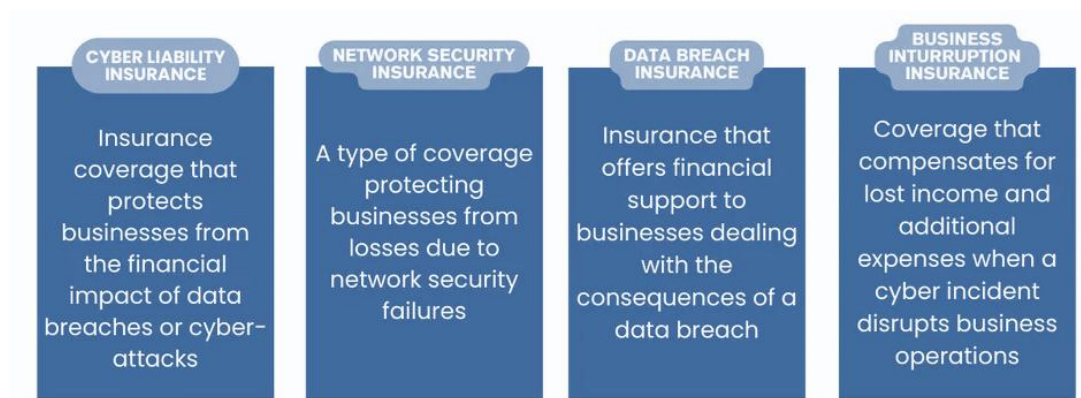 CYBER LIABILITY
INSURANCE
Insurance
coverage that
protects
businesses from
the financial
impact of data
breaches or cyber-
attacks
NETWORK SECURITY
INSURANCE
A type of coverage
protecting
businesses from
losses due to
network security
failures
DATA BREACH
INSURANCE
Insurance that
offers financial
support to
businesses dealing
with the
consequences of a
data breach
BUSINESS
INTURRUPTION
INSURANCE
Coverage that
compensates for
lost income and
additional
expenses when a
cyber incident
disrupts business
operations